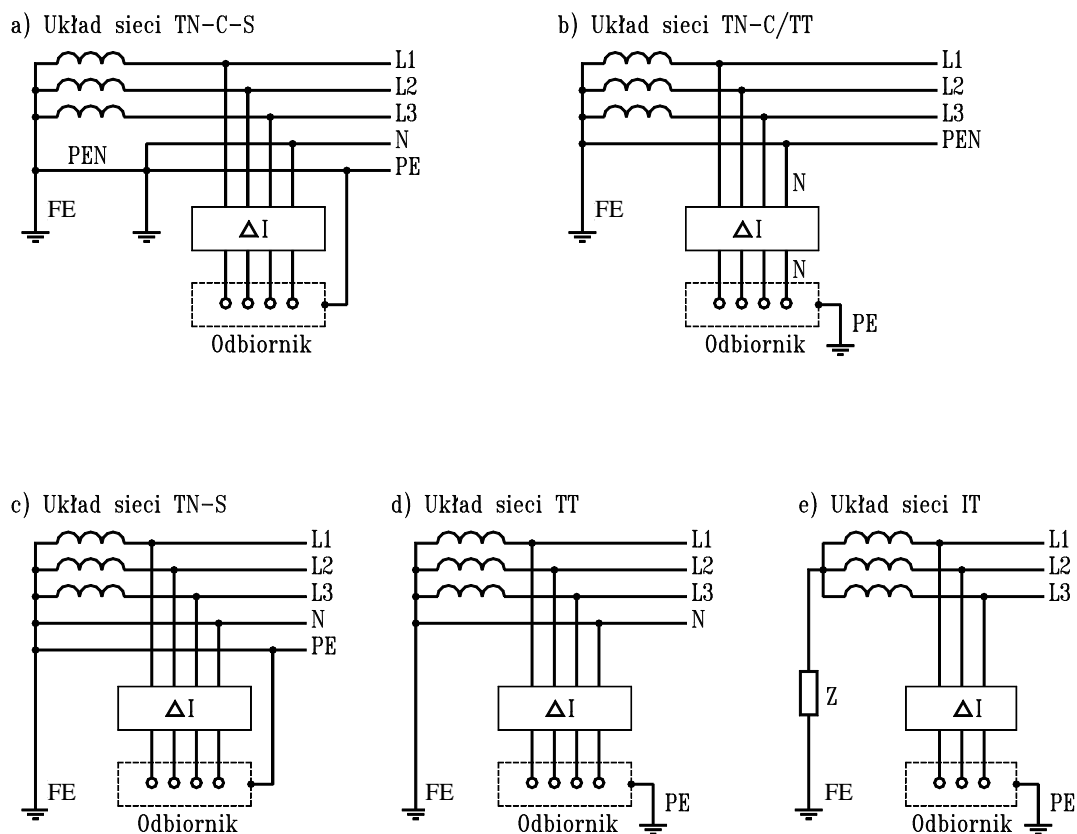 a) Układ sieci TN-C-S
L1
L2
L3
N
PEN
PE
FE
ΔI
Odbiornik
b) Układ sieci TN-C/TT
L1
L2
L3
PEN
N
FE
ΔI
N
PE
Odbiornik
c) Układ sieci TN-S
L1
L2
L3
N
PE
ΔI
FE
Odbiornik
d) Układ sieci TT
L1
L2
L3
N
ΔI
FE
PE
Odbiornik
e) Układ sieci IT
L1
L2
L3
Z
ΔI
FE
PE
Odbiornik